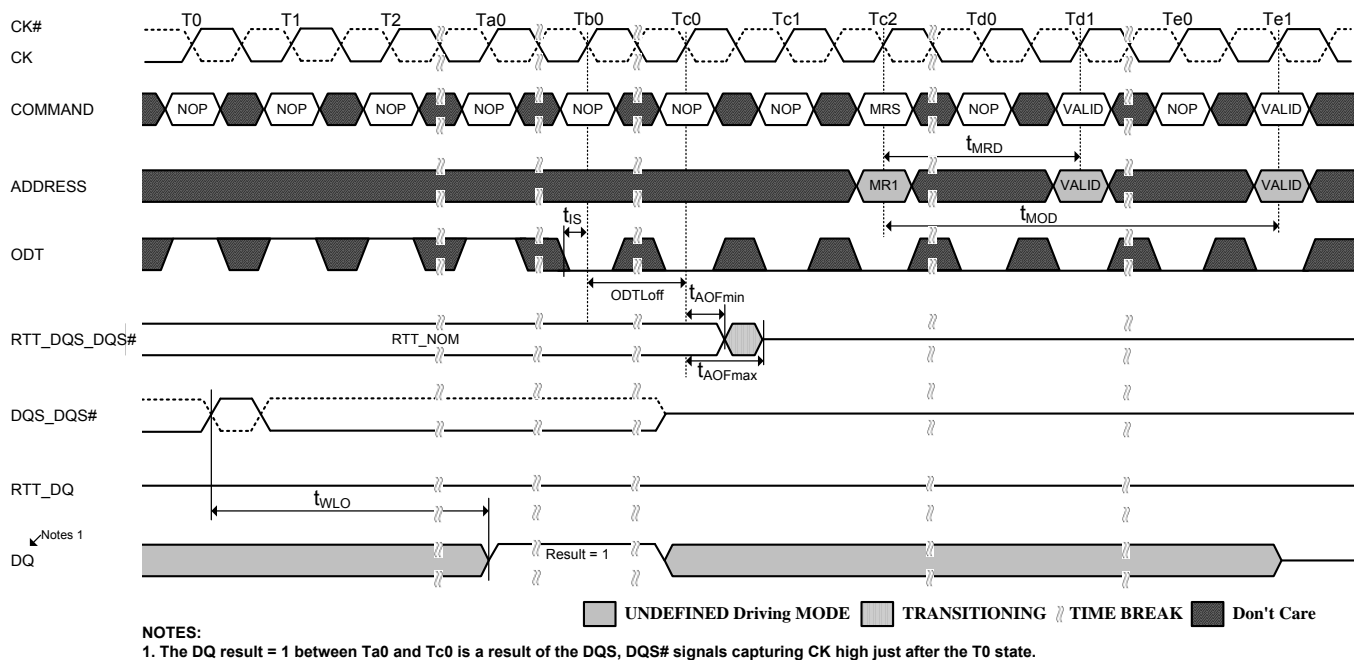 T0 T1 T2 Ta0 Tb0 Tc0 Tc1 Tc2 Td0 Td1 Te0 Te1
CK#
CK
COMMAND NOP NOP NOP NOP NOP NOP NOP MRS NOP VALID NOP VALID
tMRD
ADDRESS MR1 VALID VALID
tIS tMOD
ODT
ODTLoff tAOFmin
RTT_DQS_DQS# RTT_NOM
tAOFmax
DQS_DQS#
RTT_DQ
tWLO
Notes 1
DQ Result = 1
UNDEFINED Driving MODE TRANSITIONING TIME BREAK Don't Care
NOTES:
1. The DQ result = 1 between Ta0 and Tc0 is a result of the DQS, DQS# signals capturing CK high just after the T0 state.